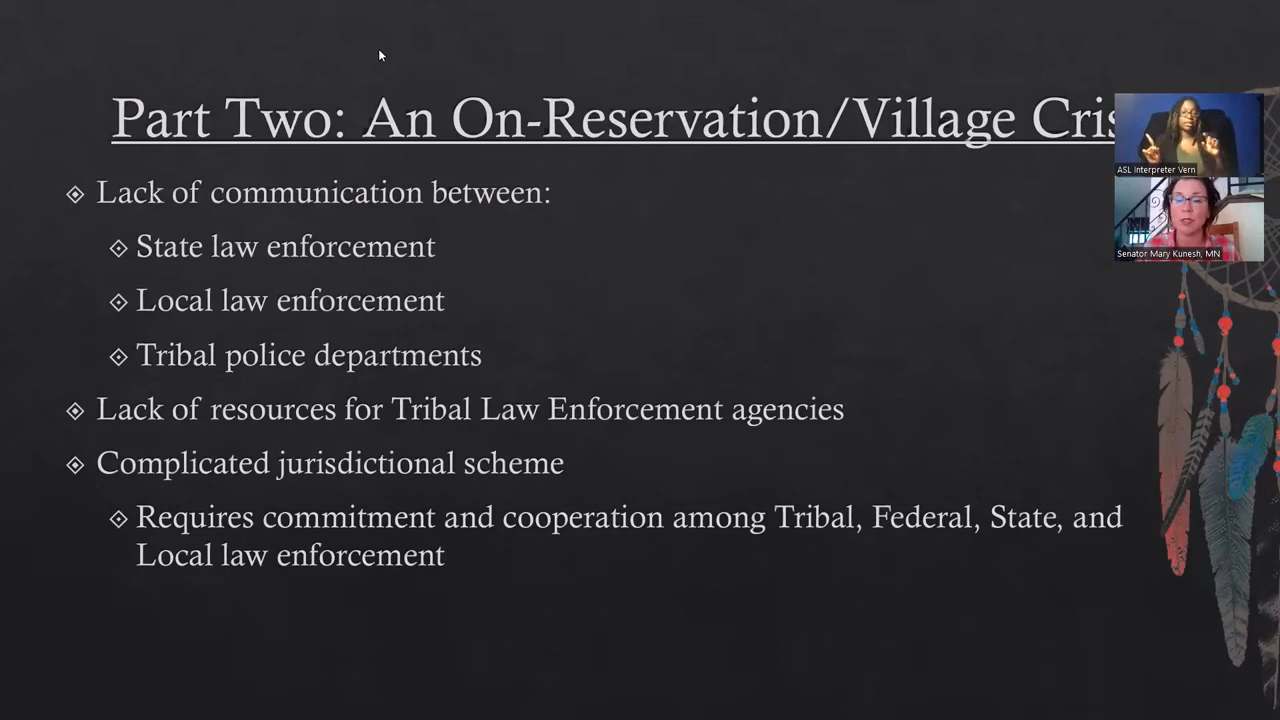 Part Two: An On-Reservation/Village Cris
Lack of communication between:
State law enforcement
Local law enforcement
Tribal police departments
Lack of resources for Tribal Law Enforcement agencies
Complicated jurisdictional scheme
Requires commitment and cooperation among Tribal, Federal, State, and
Local law enforcement
ASL Interpreter Vern
Senator Mary Kunesh, MN